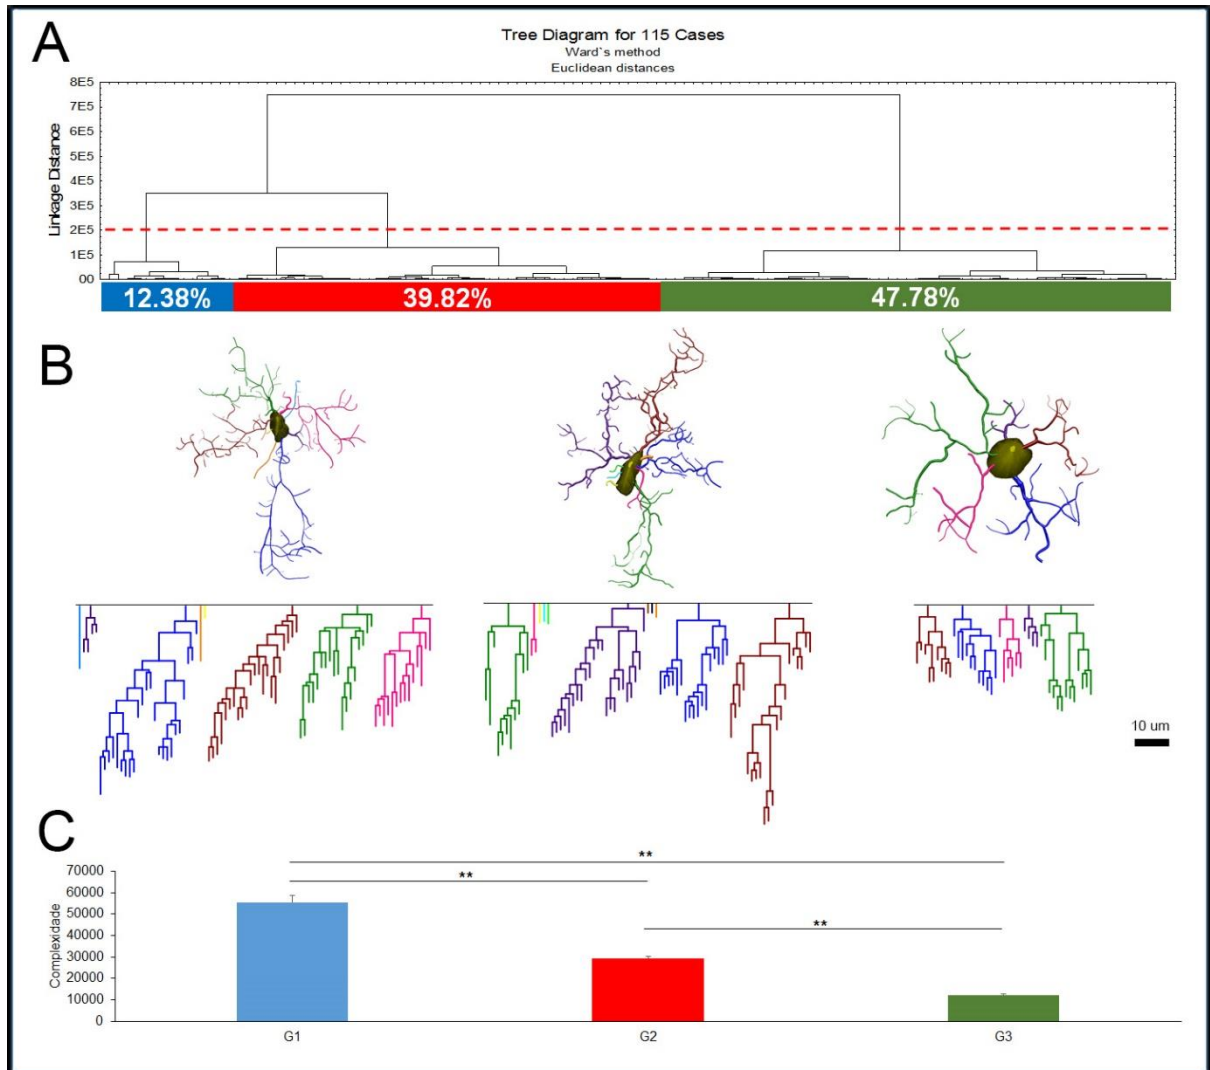 A
Tree Diagram for 115 Cases
Ward`s method
Euclidean distances
Linkage Distance
8E5
7E5
6E5
5E5
4E5
3E5
2E5
1E5
00
12.38% 39.82% 47.78%
B
10 um
C
Complexidade
70000
60000
50000
40000
30000
20000
10000
0
**
**
**
G1 G2 G3